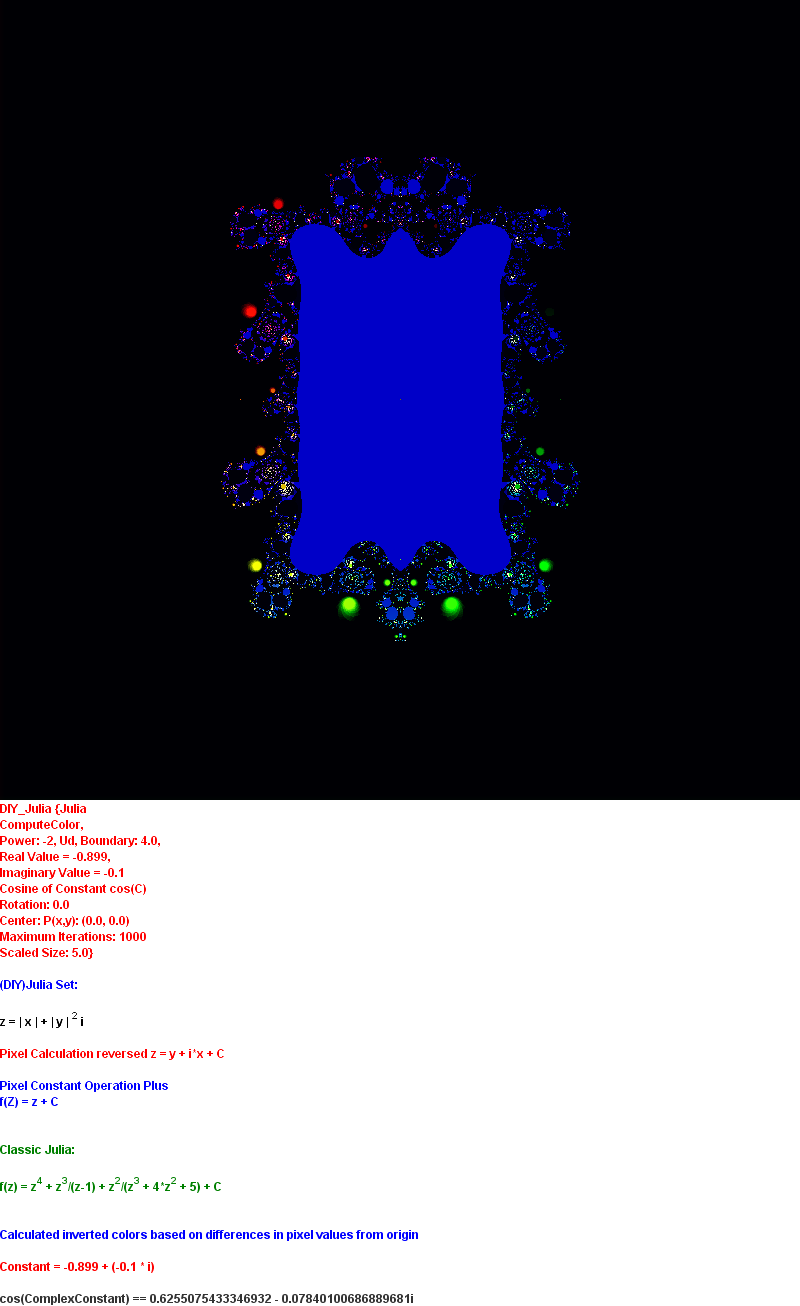 DIY_Julia {Julia
ComputeColor,
Power: -2, Ud, Boundary: 4.0,
Real Value = -0.899,
Imaginary Value = -0.1
Cosine of Constant cos(C)
Rotation: 0.0
Center: P(x,y): (0.0, 0.0)
Maximum Iterations: 1000
Scaled Size: 5.0}
(DIY)Julia Set:
z = | x | + | y | ² i
Pixel Calculation reversed z = y + i*x + C
Pixel Constant Operation Plus
f(Z) = z + C
Classic Julia:
f(z) = z⁴ + z³/(z-1) + z²/(z³ + 4*z² + 5) + C
Calculated inverted colors based on differences in pixel values from origin
Constant = -0.899 + (-0.1 * i)
cos(ComplexConstant) == 0.6255075433346932 - 0.07840100686889681i